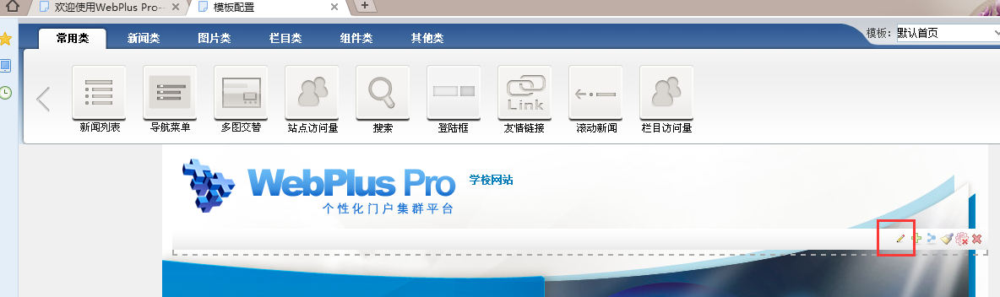 欢迎使用WebPlus Pro--
模板配置
常用类 新闻类 图片类 栏目类 组件类 其他类
模板: 默认首页
Link
新闻列表 导航菜单 多图交替 站点访问量 搜索 登陆框 友情链接 滚动新闻 栏目访问量
WebPlus Pro 学校网站
个性化门户集群平台